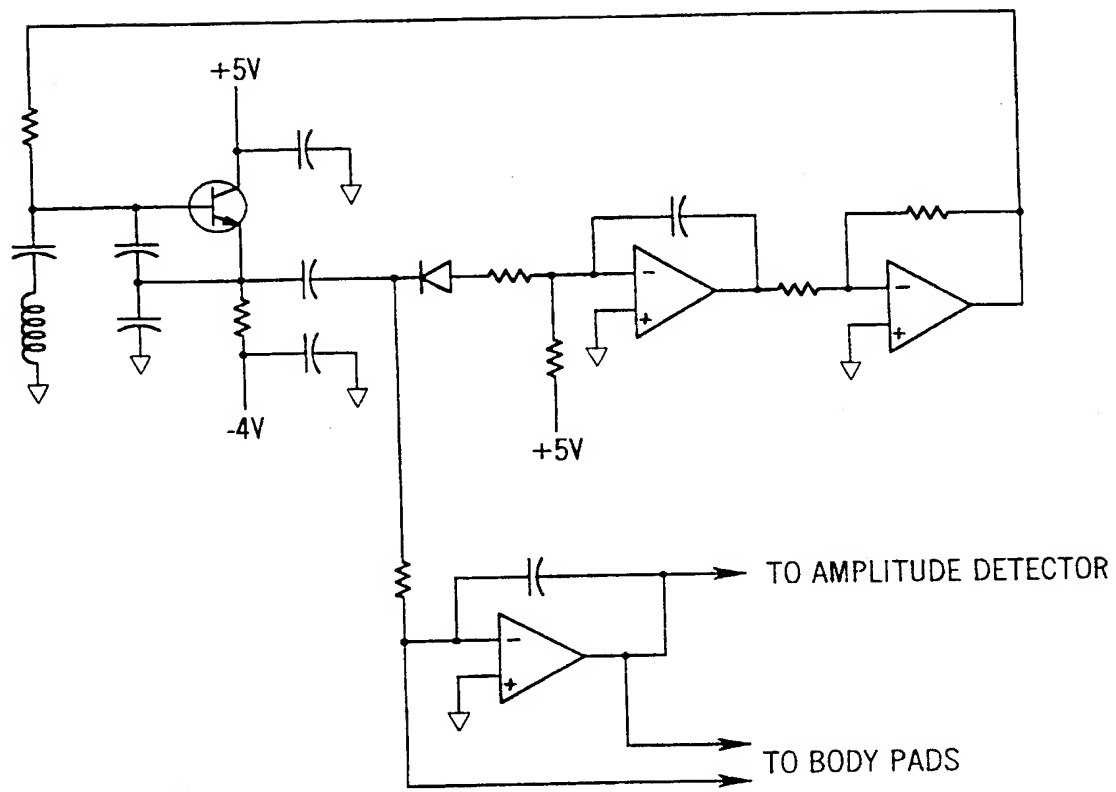 +5V
-4V
+5V
-
+
-
+
TO AMPLITUDE DETECTOR
-
+
TO BODY PADS